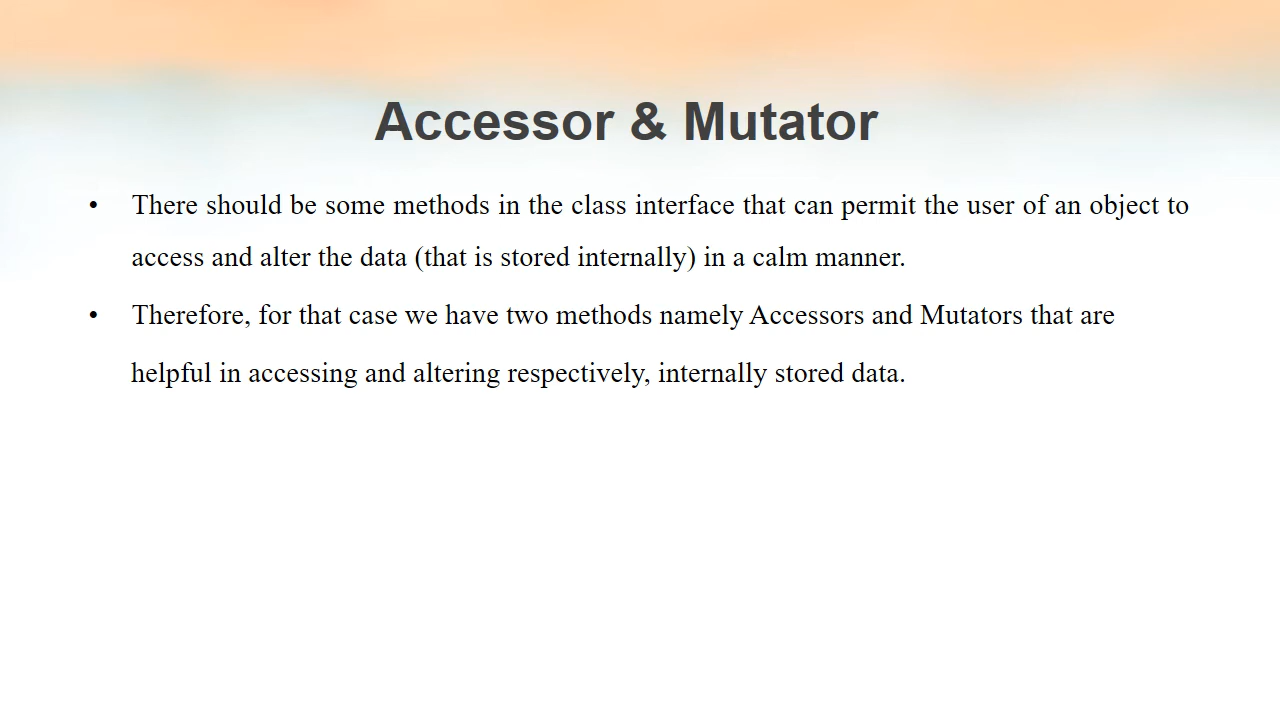 Accessor & Mutator
• There should be some methods in the class interface that can permit the user of an object to
access and alter the data (that is stored internally) in a calm manner.
• Therefore, for that case we have two methods namely Accessors and Mutators that are
helpful in accessing and altering respectively, internally stored data.